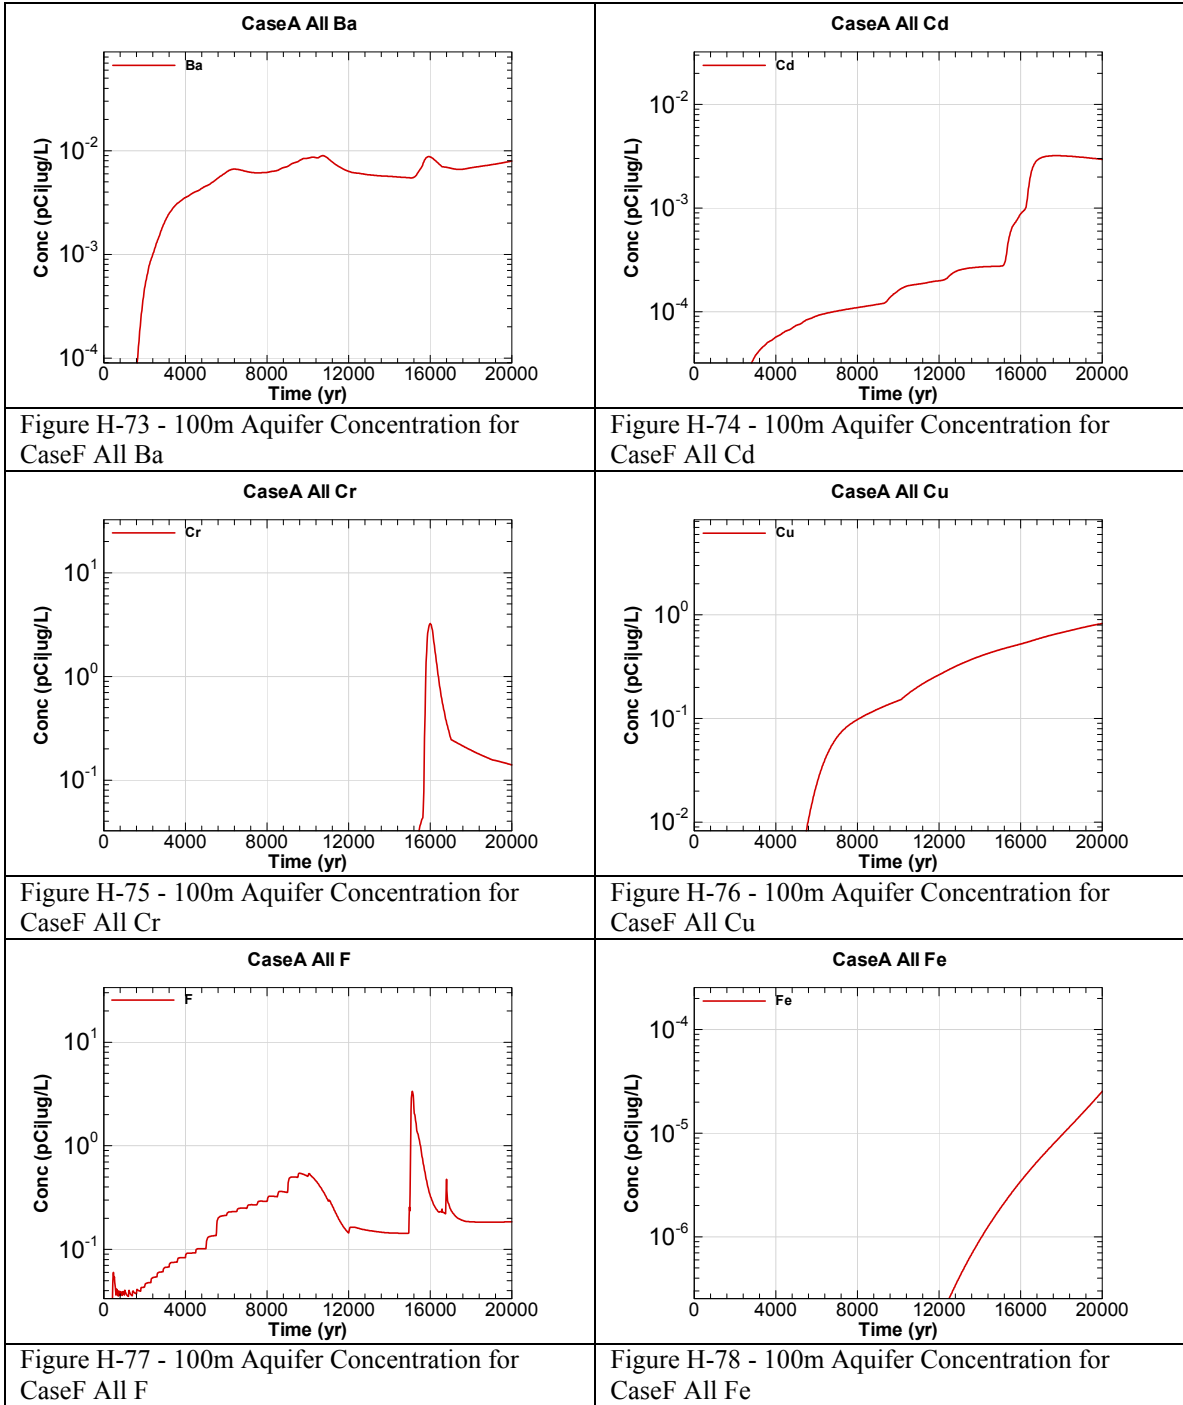 CaseA All Ba
Ba
Conc (pCi|ug/L)
10-2
10-3
10-4
0 4000 8000 12000 16000 20000
Time (yr)
Figure H-73 - 100m Aquifer Concentration for
CaseF All Ba
CaseA All Cd
Cd
Conc (pCi|ug/L)
10-2
10-3
10-4
0 4000 8000 12000 16000 20000
Time (yr)
Figure H-74 - 100m Aquifer Concentration for
CaseF All Cd
CaseA All Cr
Cr
Conc (pCi|ug/L)
101
100
10-1
0 4000 8000 12000 16000 20000
Time (yr)
Figure H-75 - 100m Aquifer Concentration for
CaseF All Cr
CaseA All Cu
Cu
Conc (pCi|ug/L)
100
10-1
10-2
0 4000 8000 12000 16000 20000
Time (yr)
Figure H-76 - 100m Aquifer Concentration for
CaseF All Cu
CaseA All F
F
Conc (pCi|ug/L)
101
100
10-1
0 4000 8000 12000 16000 20000
Time (yr)
Figure H-77 - 100m Aquifer Concentration for
CaseF All F
CaseA All Fe
Fe
Conc (pCi|ug/L)
10-4
10-5
10-6
0 4000 8000 12000 16000 20000
Time (yr)
Figure H-78 - 100m Aquifer Concentration for
CaseF All Fe